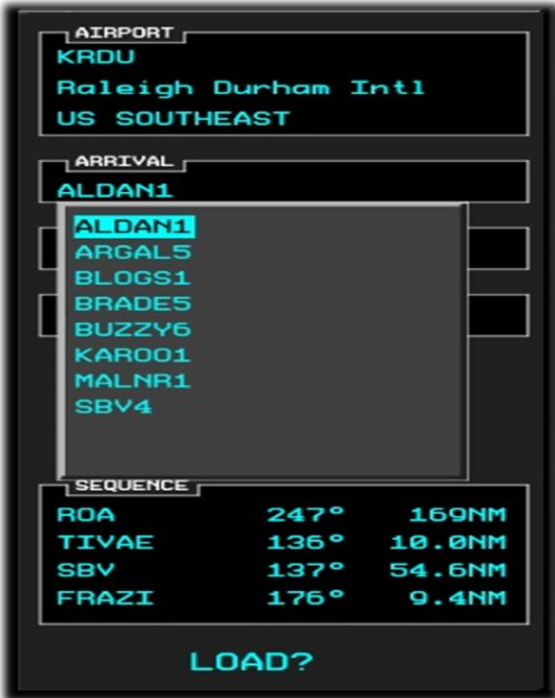 AIRPORT
KRDU
Raleigh Durham Intl
US SOUTHEAST
ARRIVAL
ALDAN1
ALDAN1
ARGAL5
BLOGS1
BRADE5
BUZZY6
KAROO1
MALNR1
SBV4
SEQUENCE
ROA 247° 169NM
TIVAE 136° 10.0NM
SBV 137° 54.6NM
FRAZI 176° 9.4NM
LOAD?